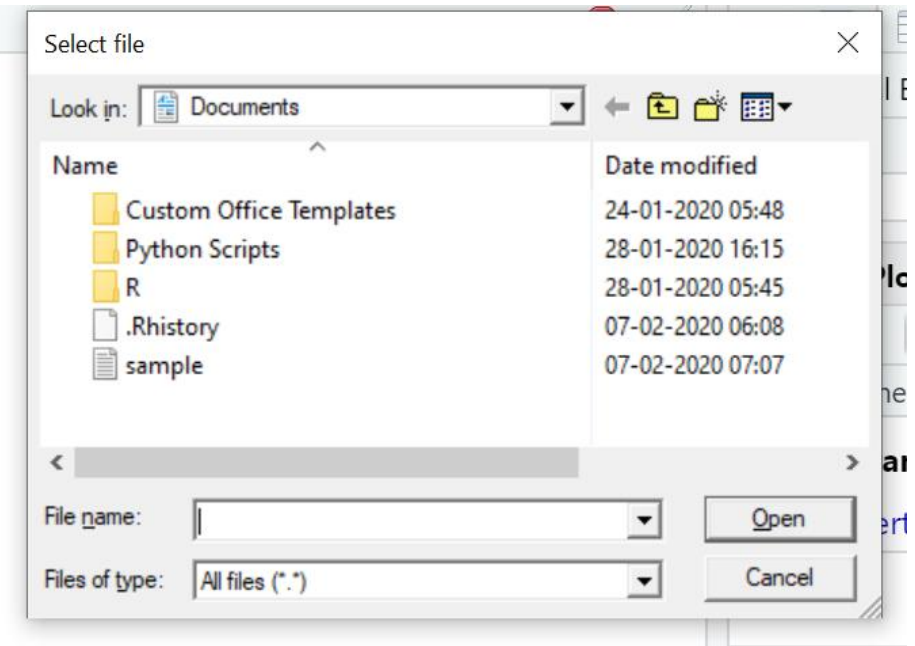 Select file
Look in: Documents
Name Date modified
Custom Office Templates 24-01-2020 05:48
Python Scripts 28-01-2020 16:15
R 28-01-2020 05:45
.Rhistory 07-02-2020 06:08
sample 07-02-2020 07:07
File name: Open
Files of type: All files (*.*) Cancel